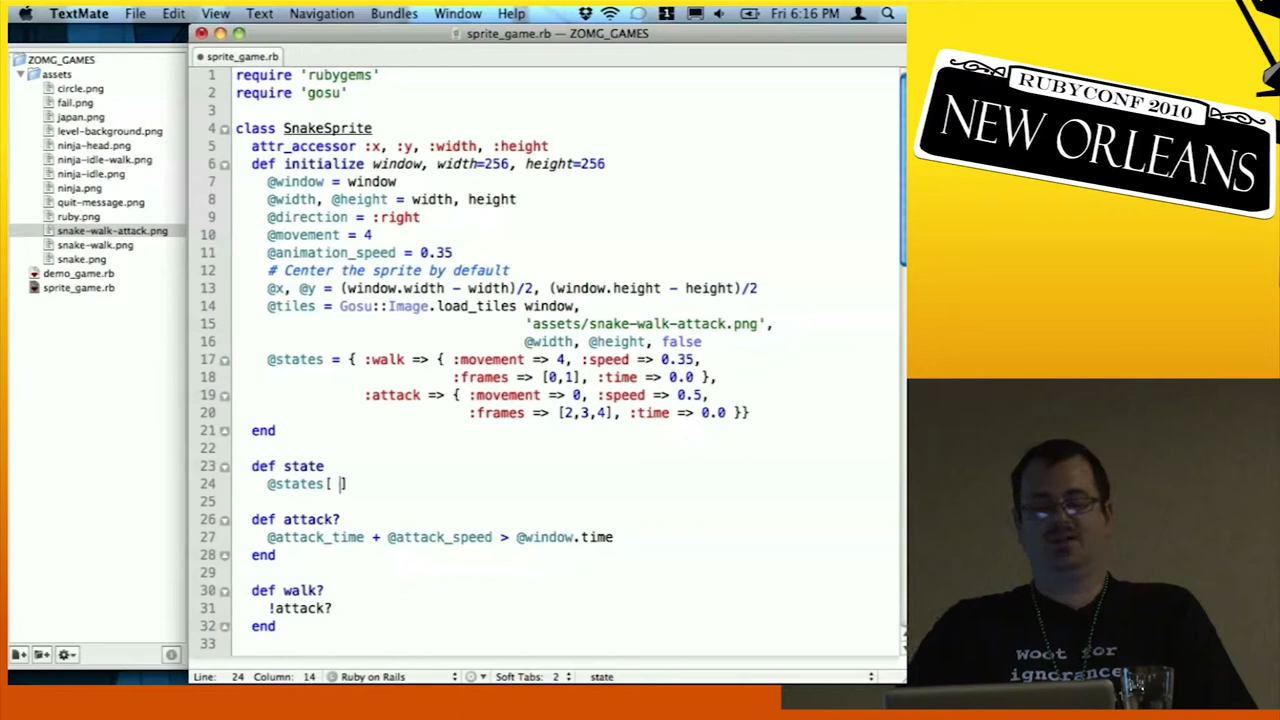 TextMate File Edit View Text Navigation Bundles Window Help Fri 6:16 PM
sprite_game.rb — ZOMG_GAMES
sprite_game.rb
ZOMG_GAMES
assets
circle.png
fail.png
japan.png
level-background.png
ninja-head.png
ninja-idle-walk.png
ninja-idle.png
ninja.png
quit-message.png
ruby.png
snake-walk-attack.png
snake-walk.png
snake.png
demo_game.rb
sprite_game.rb
1 require 'rubygems'
2 require 'gosu'
3
4 class SnakeSprite
5 attr_accessor :x, :y, :width, :height
6 def initialize window, width=256, height=256
7 @window = window
8 @width, @height = width, height
9 @direction = :right
10 @movement = 4
11 @animation_speed = 0.35
12 # Center the sprite by default
13 @x, @y = (window.width - width)/2, (window.height - height)/2
14 @tiles = Gosu::Image.load_tiles window,
15 'assets/snake-walk-attack.png',
16 @width, @height, false
17 @states = { :walk => { :movement => 4, :speed => 0.35,
18 :frames => [0,1], :time => 0.0 },
19 :attack => { :movement => 0, :speed => 0.5,
20 :frames => [2,3,4], :time => 0.0 }}
21 end
22
23 def state
24 @states[ ]
25
26 def attack?
27 @attack_time + @attack_speed > @window.time
28 end
29
30 def walk?
31 !attack?
32 end
33
Line: 24 Column: 14 Ruby on Rails Soft Tabs: 2 state
RUBYCONF 2010
NEW ORLEANS
Woot for
ignorance